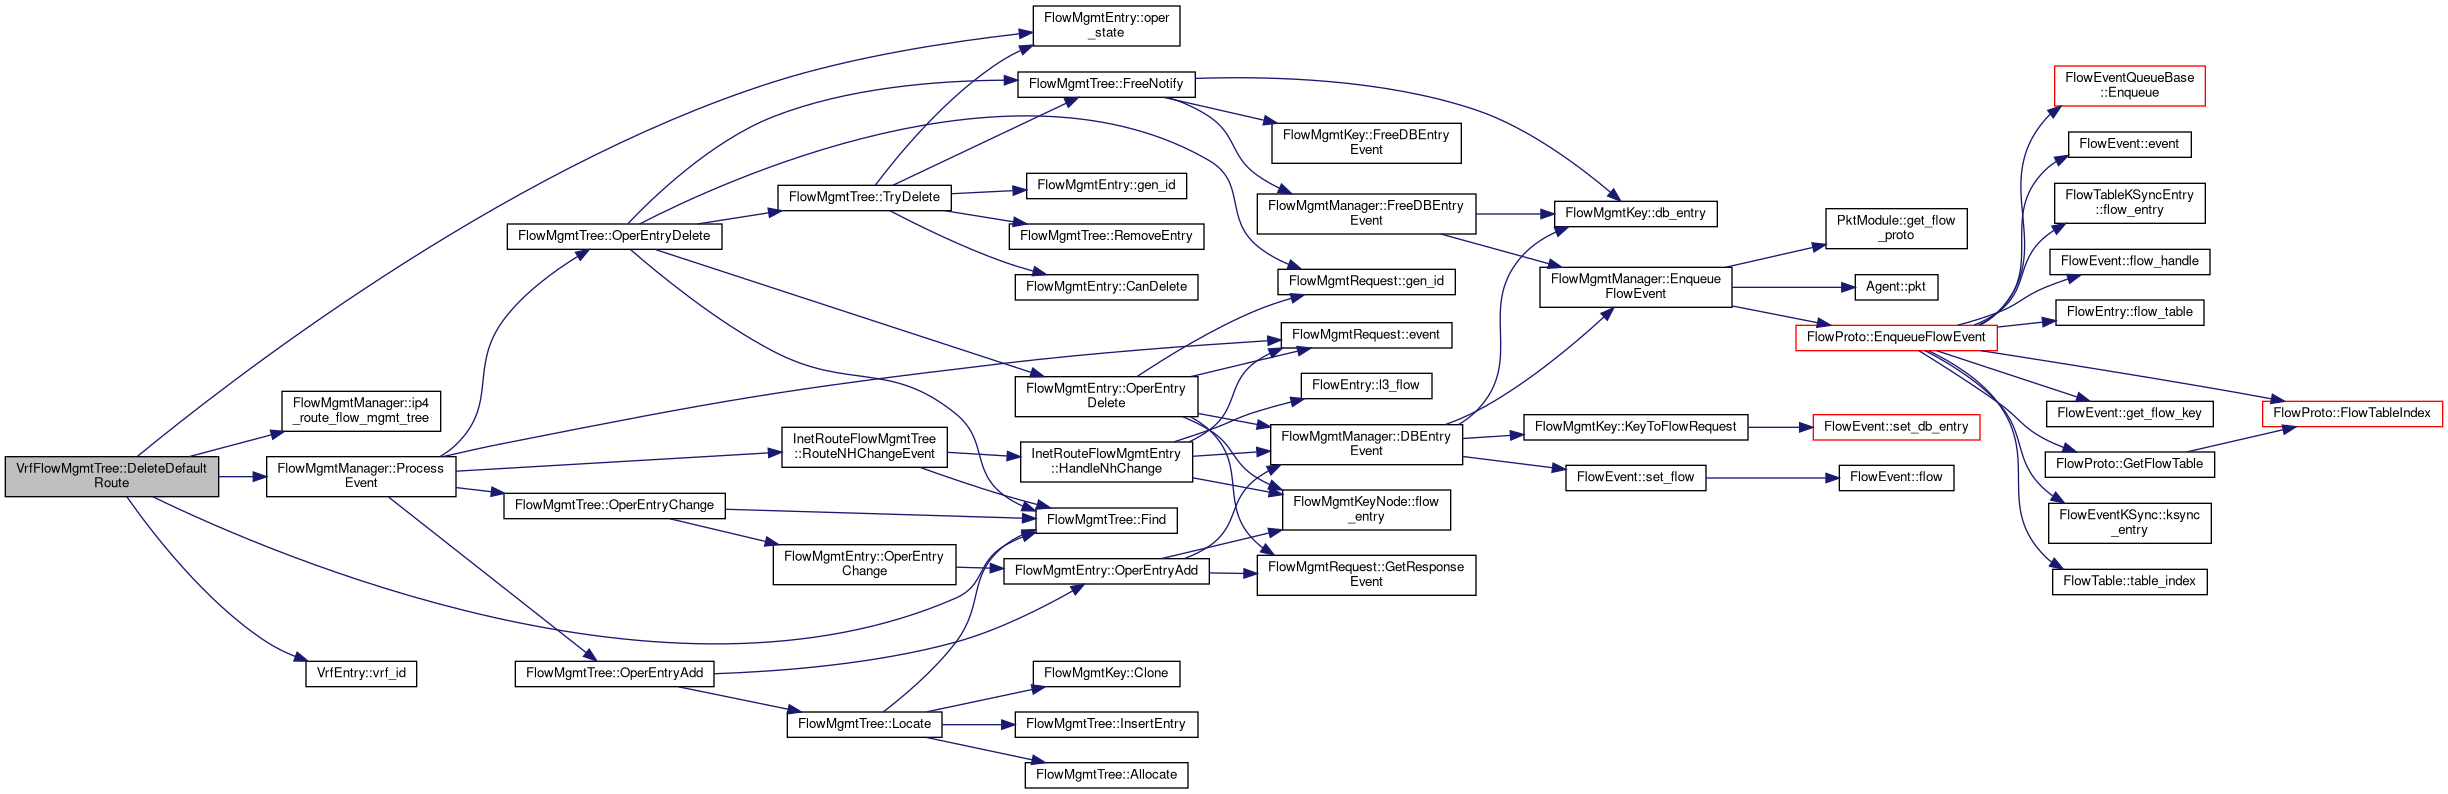 VrfFlowMgmtTree::DeleteDefault
Route
FlowMgmtEntry::oper
_state
FlowMgmtManager::ip4
_route_flow_mgmt_tree
FlowMgmtManager::Process
Event
VrfEntry::vrf_id
FlowMgmtTree::OperEntryDelete
FlowMgmtTree::OperEntryChange
FlowMgmtTree::OperEntryAdd
FlowMgmtTree::TryDelete
InetRouteFlowMgmtTree
::RouteNHChangeEvent
FlowMgmtEntry::OperEntry
Change
FlowMgmtTree::Locate
FlowMgmtTree::FreeNotify
FlowMgmtEntry::gen_id
FlowMgmtTree::RemoveEntry
FlowMgmtEntry::CanDelete
FlowMgmtEntry::OperEntry
Delete
InetRouteFlowMgmtEntry
::HandleNhChange
FlowMgmtTree::Find
FlowMgmtEntry::OperEntryAdd
FlowMgmtKey::Clone
FlowMgmtTree::InsertEntry
FlowMgmtTree::Allocate
FlowMgmtKey::FreeDBEntry
Event
FlowMgmtManager::FreeDBEntry
Event
FlowMgmtRequest::gen_id
FlowMgmtRequest::event
FlowEntry::l3_flow
FlowMgmtManager::DBEntry
Event
FlowMgmtKeyNode::flow
_entry
FlowMgmtRequest::GetResponse
Event
FlowMgmtKey::db_entry
FlowMgmtManager::Enqueue
FlowEvent
FlowMgmtKey::KeyToFlowRequest
FlowEvent::set_flow
PktModule::get_flow
_proto
Agent::pkt
FlowProto::EnqueueFlowEvent
FlowEvent::set_db_entry
FlowEvent::flow
FlowEventQueueBase
::Enqueue
FlowEvent::event
FlowTableKSyncEntry
::flow_entry
FlowEvent::flow_handle
FlowEntry::flow_table
FlowEvent::get_flow_key
FlowProto::GetFlowTable
FlowEventKSync::ksync
_entry
FlowTable::table_index
FlowProto::FlowTableIndex